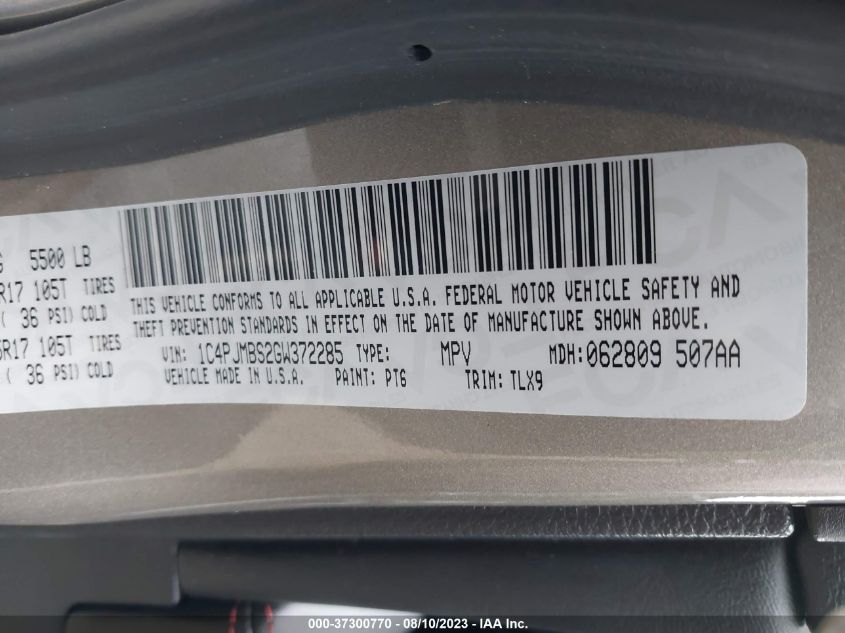 5500 LB
R17 105T TIRES
( 36 PSI) COLD
R17 105T
( 36 PSI) COLD
THIS VEHICLE CONFORMS TO ALL APPLICABLE U.S.A. FEDERAL MOTOR VEHICLE SAFETY AND
THEFT PREVENTION STANDARDS IN EFFECT ON THE DATE OF MANUFACTURE SHOWN ABOVE.
VIN: 1C4PJMBS2GW372285 TYPE: MPV MDH:062809 507AA
VEHICLE MADE IN U.S.A. PAINT: PT6 TRIM: TLX9
000-37300770 - 08/10/2023 - IAA Inc.